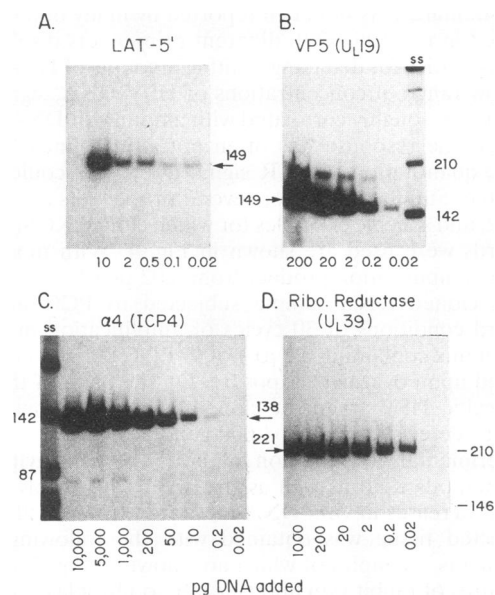 A.
LAT-5'
149
10 2 0.5 0.1 0.02
B.
VP5 (UL19)
ss
210
149
142
200 20 2 0.2 0.02
C.
α4 (ICP4)
ss
142
138
87
10,000 5,000 1,000 200 50 10 0.2 0.02
D. Ribo. Reductase
(UL39)
221
210
146
1000 200 20 2 0.2 0.02
pg DNA added